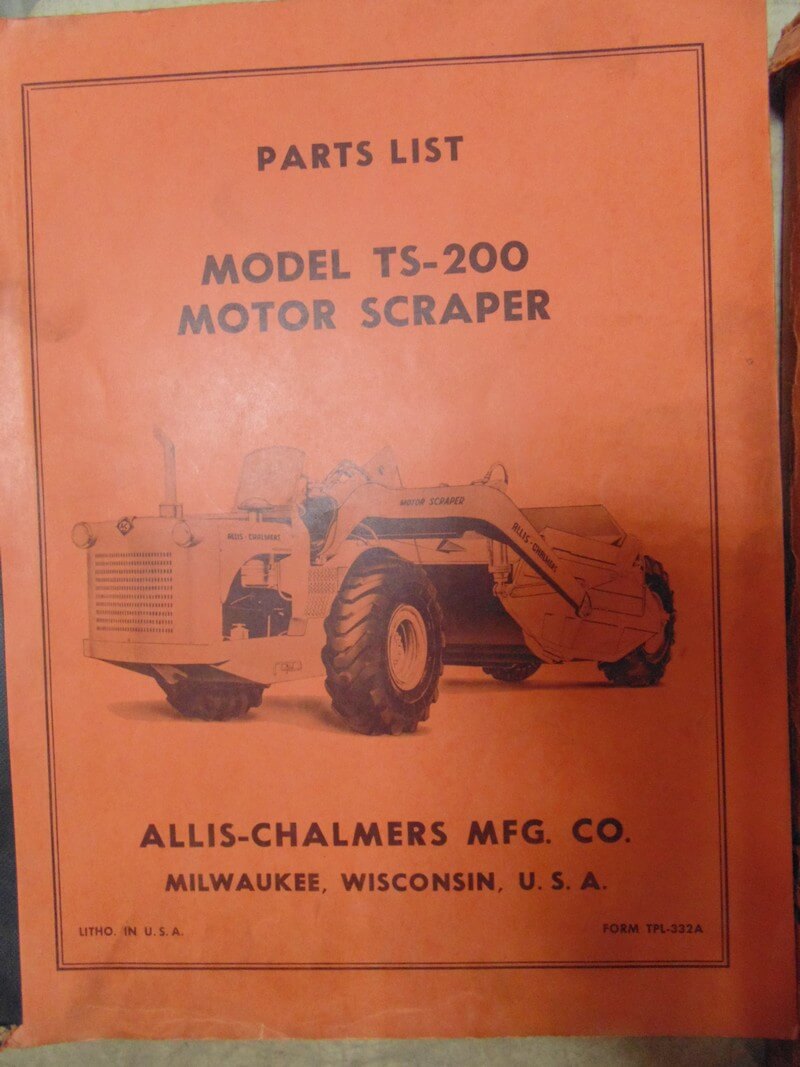 PARTS LIST
MODEL TS-200
MOTOR SCRAPER
MOTOR SCRAPER
ALLIS-CHALMERS
ALLIS-CHALMERS
AC
ALLIS-CHALMERS MFG. CO.
MILWAUKEE, WISCONSIN, U. S. A.
LITHO. IN U. S. A.
FORM TPL-332A